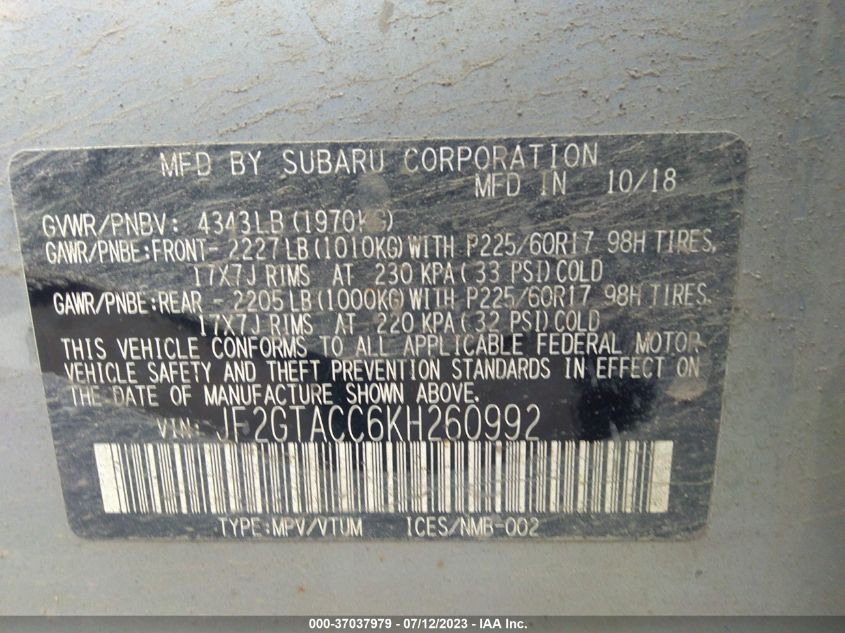 MFD BY SUBARU CORPORATION
MFD IN 10/18
GVWR/PNBV: 4343LB(1970KG)
GAWR/PNBE:FRONT- 2227LB(1010KG)WITH P225/60R17 98H TIRES,
17X7J RIMS AT 230 KPA(33 PSI)COLD
GAWR/PNBE:REAR - 2205LB(1000KG)WITH P225/60R17 98H TIRES.
17X7J RIMS AT 220 KPA(32 PSI)COLD
THIS VEHICLE CONFORMS TO ALL APPLICABLE FEDERAL MOTOR
VEHICLE SAFETY AND THEFT PREVENTION STANDARDS IN EFFECT ON
THE DATE OF MANUFACTURE SHOWN ABOVE.
VIN: JF2GTACC6KH260992
TYPE:MPV/VTUM ICES/NMB-002
000-37037979 - 07/12/2023 - IAA Inc.